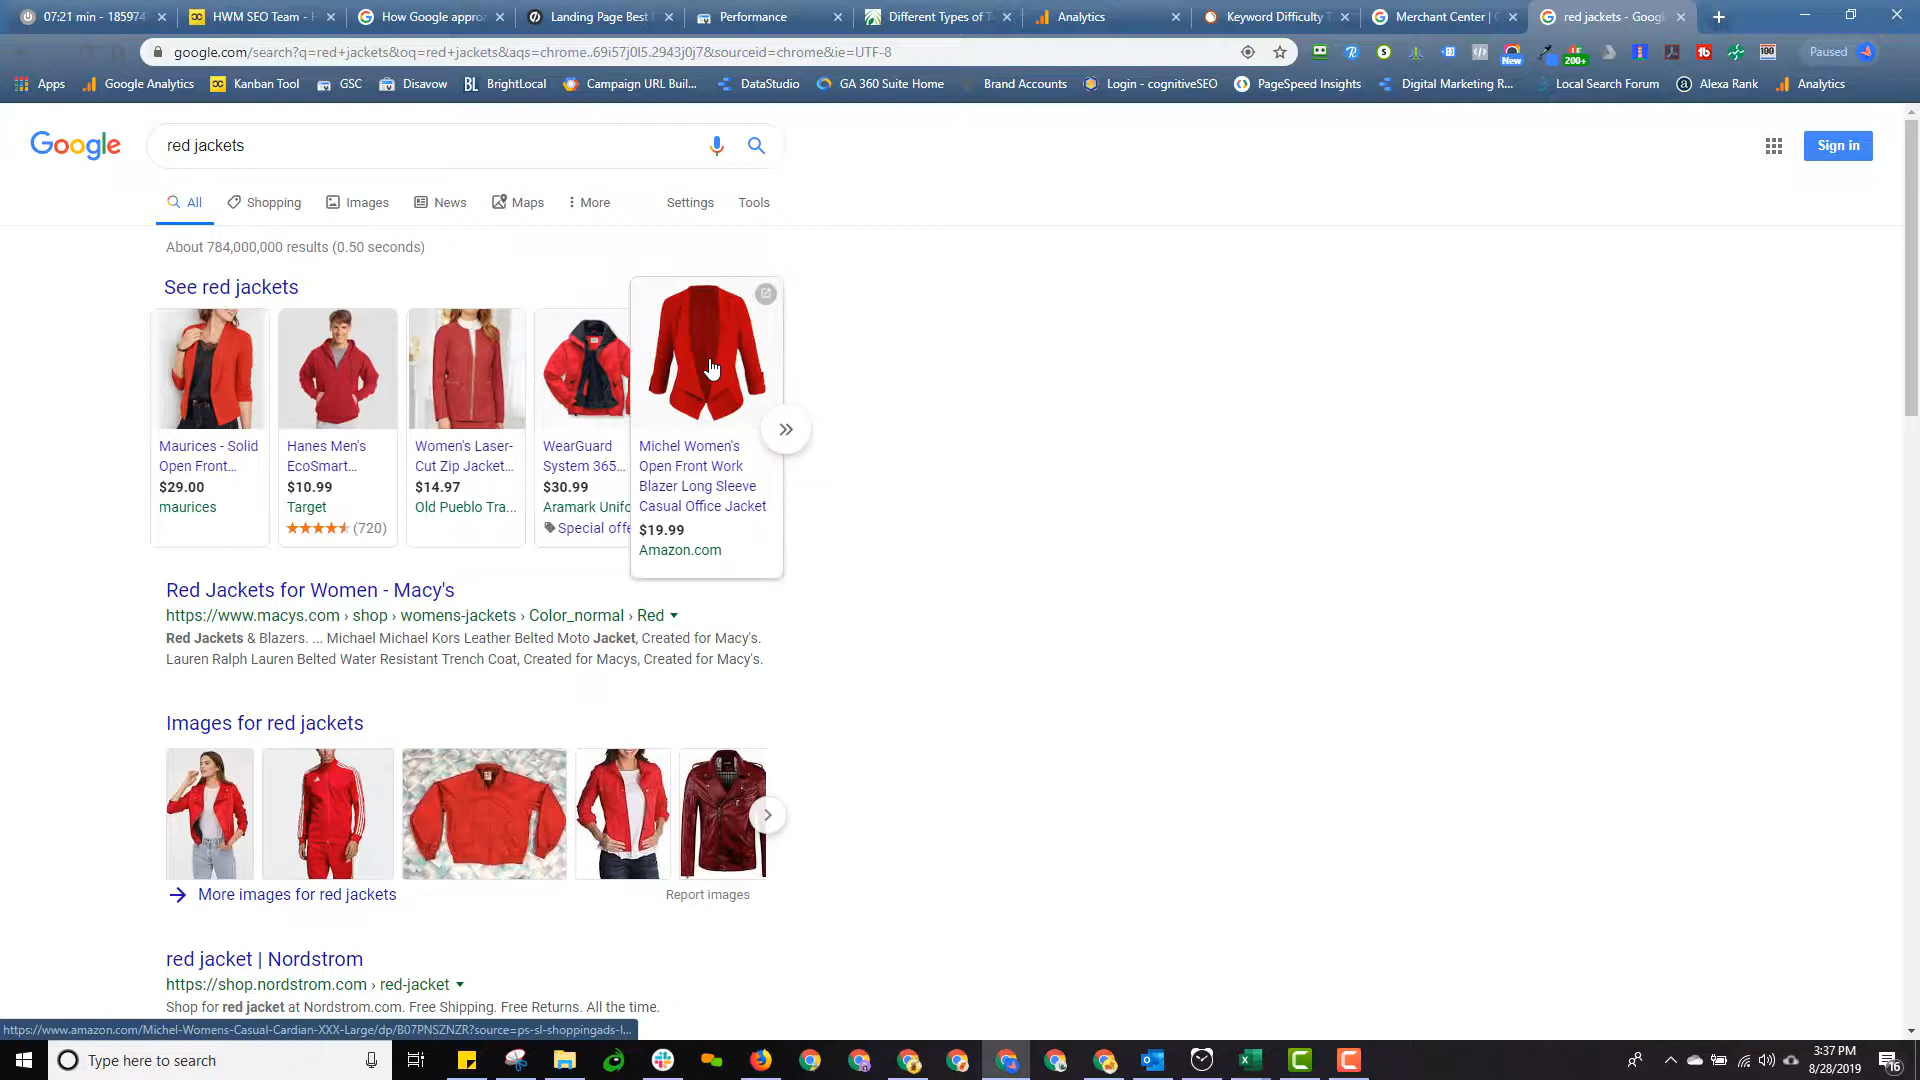 07:21 min - 18597
HWM SEO Team - H
How Google appro
Landing Page Best
Performance
Different Types of T
Analytics
Keyword Difficulty T
Merchant Center | G
red jackets - Goog
google.com/search?q=red+jackets&oq=red+jackets&aqs=chrome..69i57j0l5.2943j0j7&sourceid=chrome&ie=UTF-8
New
200+
100
Paused
Apps
Google Analytics
Kanban Tool
GSC
Disavow
BL BrightLocal
Campaign URL Buil...
DataStudio
GA 360 Suite Home
Brand Accounts
Login - cognitiveSEO
PageSpeed Insights
Digital Marketing R...
Local Search Forum
Alexa Rank
Analytics
Google
red jackets
Sign in
All
Shopping
Images
News
Maps
More
Settings
Tools
About 784,000,000 results (0.50 seconds)
See red jackets
Maurices - Solid
Open Front...
$29.00
maurices
Hanes Men's
EcoSmart...
$10.99
Target
(720)
Women's Laser-
Cut Zip Jacket...
$14.97
Old Pueblo Tra...
WearGuard
System 365...
$30.99
Aramark Unifo
Special offe
Michel Women's
Open Front Work
Blazer Long Sleeve
Casual Office Jacket
$19.99
Amazon.com
Red Jackets for Women - Macy's
https://www.macys.com › shop › womens-jackets › Color_normal › Red
Red Jackets & Blazers. ... Michael Michael Kors Leather Belted Moto Jacket, Created for Macy's.
Lauren Ralph Lauren Belted Water Resistant Trench Coat, Created for Macys, Created for Macy's.
Images for red jackets
More images for red jackets
Report images
red jacket | Nordstrom
https://shop.nordstrom.com › red-jacket
Shop for red jacket at Nordstrom.com. Free Shipping. Free Returns. All the time.
https://www.amazon.com/Michel-Womens-Casual-Cardian-XXX-Large/dp/B07PNSZNZR?source=ps-sl-shoppingads-l...
Type here to search
3:37 PM
8/28/2019
16